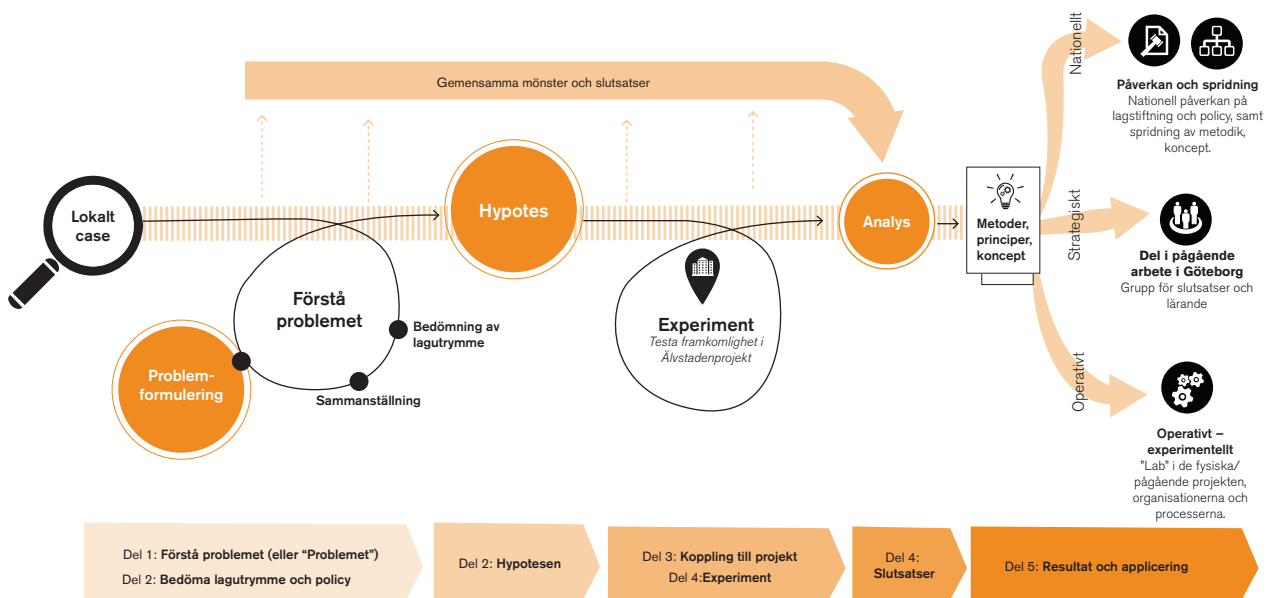 Gemensamma mönster och slutsatser
Lokalt
case
Problem-
formulering
Förstå
problemet
Bedömning av
lagutrymme
Sammanställning
Hypotes
Experiment
Testa framkomlighet i
Älvstadenprojekt
Analys
Metoder,
principer,
koncept
Nationellt
Påverkan och spridning
Nationell påverkan på
lagstiftning och policy, samt
spridning av metodik,
koncept.
Strategiskt
Del i pågående
arbete i Göteborg
Grupp för slutsatser och
lärande
Operativt
Operativt –
experimentellt
"Lab" i de fysiska/
pågående projekten,
organisationerna och
processerna.
Del 1: Förstå problemet (eller “Problemet”)
Del 2: Bedöma lagutrymme och policy
Del 2: Hypotesen
Del 3: Koppling till projekt
Del 4:Experiment
Del 4:
Slutsatser
Del 5: Resultat och applicering